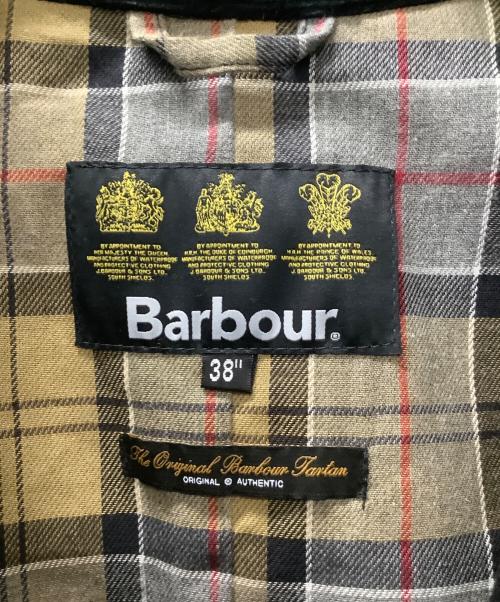 BY APPOINTMENT TO
HER MAJESTY THE QUEEN
MANUFACTURERS OF WATERPROOF
AND PROTECTIVE CLOTHING
J. BARBOUR & SONS LTD.
SOUTH SHIELDS
BY APPOINTMENT TO
H.R.H. THE DUKE OF EDINBURGH
MANUFACTURERS OF WATERPROOF
AND PROTECTIVE CLOTHING
J. BARBOUR & SONS LTD.
SOUTH SHIELDS
BY APPOINTMENT TO
H.R.H. THE PRINCE OF WALES
MANUFACTURERS OF WATERPROOF
AND PROTECTIVE CLOTHING
J. BARBOUR & SONS LTD.
SOUTH SHIELDS
Barbour®
38"
The Original Barbour Tartan
ORIGINAL © AUTHENTIC